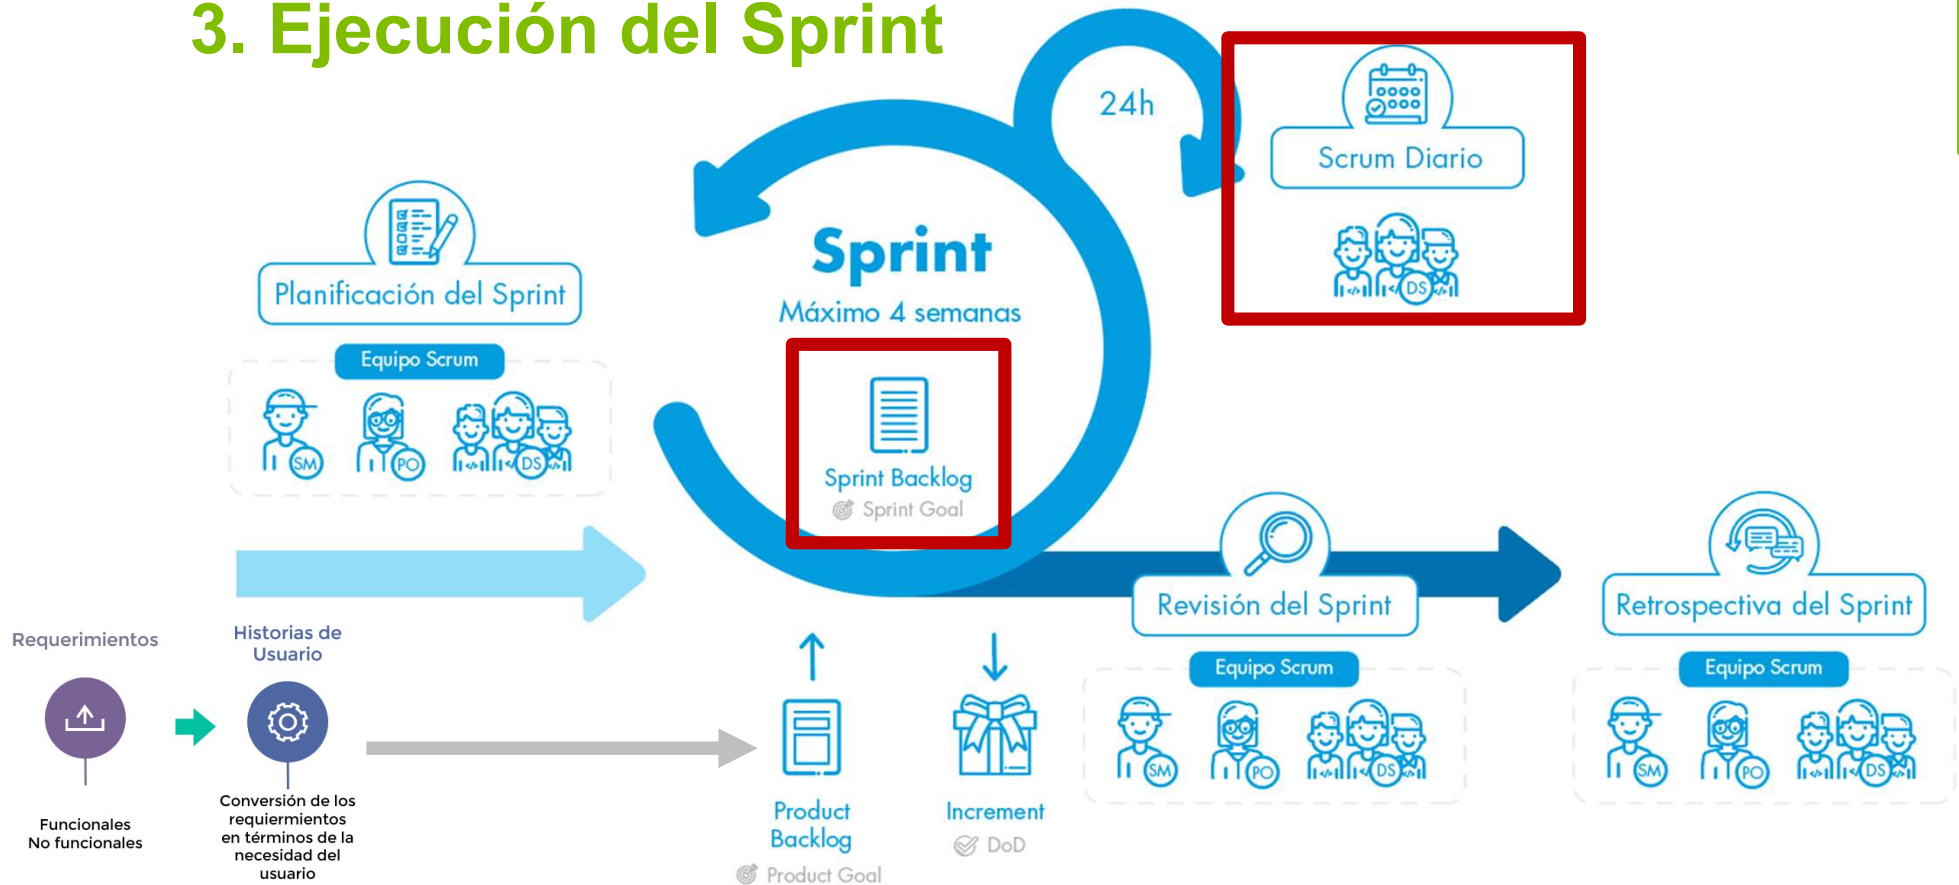 3. Ejecución del Sprint
24h
Scrum Diario
DS
Planificación del Sprint
Equipo Scrum
SM
PO
DS
Sprint
Máximo 4 semanas
Sprint Backlog
Sprint Goal
Requerimientos
Funcionales
No funcionales
Historias de
Usuario
Conversión de los
requiermientos
en términos de la
necesidad del
usuario
Product
Backlog
Product Goal
Increment
DoD
Revisión del Sprint
Equipo Scrum
SM
PO
DS
Retrospectiva del Sprint
Equipo Scrum
SM
PO
DS